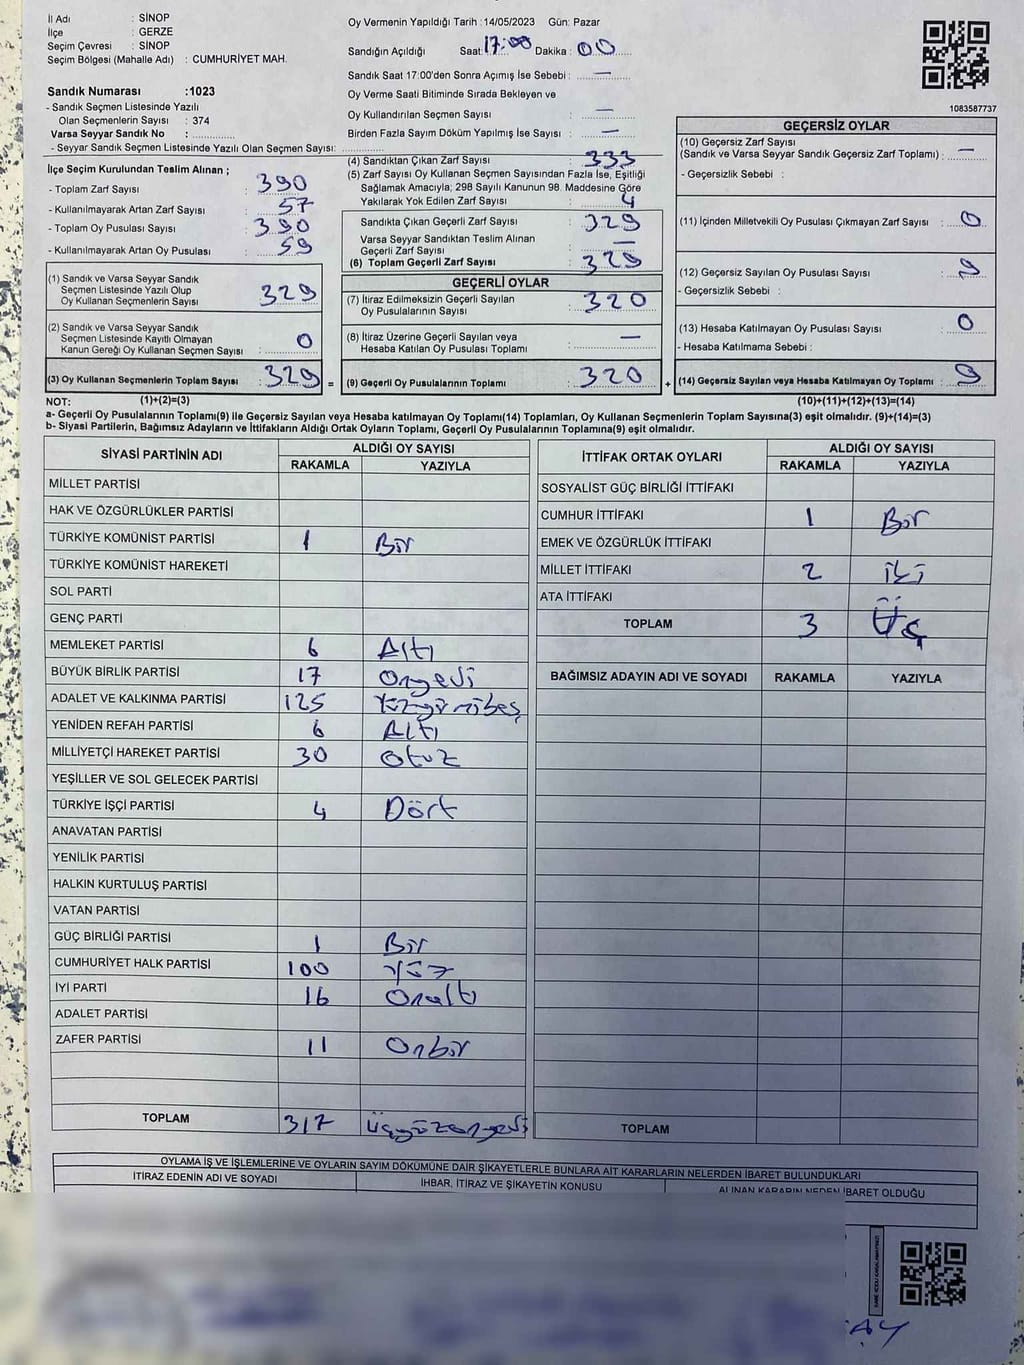 İl Adı : SİNOP
İlçe : GERZE
Seçim Çevresi : SİNOP
Seçim Bölgesi (Mahalle Adı) : CUMHURİYET MAH.
Sandık Numarası :1023
- Sandık Seçmen Listesinde Yazılı
Olan Seçmenlerin Sayısı : 374
Varsa Seyyar Sandık No :
- Seyyar Sandık Seçmen Listesinde Yazılı Olan Seçmen Sayısı:
Oy Vermenin Yapıldığı Tarih :14/05/2023 Gün: Pazar
Sandığın Açıldığı Saat: 17:00 Dakika: 00
Sandık Saat 17:00'den Sonra Açımış İse Sebebi : —
Oy Verme Saati Bitiminde Sırada Bekleyen ve
Oy Kullandırılan Seçmen Sayısı : —
Birden Fazla Sayım Döküm Yapılmış İse Sayısı : —
1083587737
İlçe Seçim Kurulundan Teslim Alınan ;
- Toplam Zarf Sayısı : 390
- Kullanılmayarak Artan Zarf Sayısı : 57
- Toplam Oy Pusulası Sayısı : 390
- Kullanılmayarak Artan Oy Pusulası : 59
(1) Sandık ve Varsa Seyyar Sandık
Seçmen Listesinde Yazılı Olup
Oy Kullanan Seçmenlerin Sayısı : 329
(2) Sandık ve Varsa Seyyar Sandık
Seçmen Listesinde Kayıtlı Olmayan
Kanun Gereği Oy Kullanan Seçmen Sayısı : 0
(3) Oy Kullanan Seçmenlerin Toplam Sayısı : 329 =
(4) Sandıktan Çıkan Zarf Sayısı : 333
(5) Zarf Sayısı Oy Kullanan Seçmen Sayısından Fazla İse, Eşitliği
Sağlamak Amacıyla; 298 Sayılı Kanunun 98. Maddesine Göre
Yakılarak Yok Edilen Zarf Sayısı : 4
Sandıkta Çıkan Geçerli Zarf Sayısı : 329
Varsa Seyyar Sandıktan Teslim Alınan
Geçerli Zarf Sayısı : —
(6) Toplam Geçerli Zarf Sayısı : 329
GEÇERLİ OYLAR
(7) İtiraz Edilmeksizin Geçerli Sayılan
Oy Pusulalarının Sayısı : 320
(8) İtiraz Üzerine Geçerli Sayılan veya
Hesaba Katılan Oy Pusulası Toplamı : —
(9) Geçerli Oy Pusulalarının Toplamı : 320 +
GEÇERSİZ OYLAR
(10) Geçersiz Zarf Sayısı
(Sandık ve Varsa Seyyar Sandık Geçersiz Zarf Toplamı) : —
- Geçersizlik Sebebi :
(11) İçinden Milletvekili Oy Pusulası Çıkmayan Zarf Sayısı : 0
(12) Geçersiz Sayılan Oy Pusulası Sayısı : 9
- Geçersizlik Sebebi :
(13) Hesaba Katılmayan Oy Pusulası Sayısı : 0
- Hesaba Katılmama Sebebi :
(14) Geçersiz Sayılan veya Hesaba Katılmayan Oy Toplamı : 9
NOT: (1)+(2)=(3) (10)+(11)+(12)+(13)=(14)
a- Geçerli Oy Pusulalarının Toplamı(9) ile Geçersiz Sayılan veya Hesaba katılmayan Oy Toplamı(14) Toplamları, Oy Kullanan Seçmenlerin Toplam Sayısına(3) eşit olmalıdır. (9)+(14)=(3)
b- Siyasi Partilerin, Bağımsız Adayların ve İttifakların Aldığı Ortak Oyların Toplamı, Geçerli Oy Pusulalarının Toplamına(9) eşit olmalıdır.
SİYASİ PARTİNİN ADI ALDIĞI OY SAYISI
RAKAMLA YAZIYLA
MİLLET PARTİSİ
HAK VE ÖZGÜRLÜKLER PARTİSİ
TÜRKİYE KOMÜNİST PARTİSİ 1 Bir
TÜRKİYE KOMÜNİST HAREKETİ
SOL PARTİ
GENÇ PARTİ
MEMLEKET PARTİSİ 6 Altı
BÜYÜK BİRLİK PARTİSİ 17 Onyedi
ADALET VE KALKINMA PARTİSİ 125
YENİDEN REFAH PARTİSİ 6 Altı
MİLLİYETÇİ HAREKET PARTİSİ 30 Otuz
YEŞİLLER VE SOL GELECEK PARTİSİ
TÜRKİYE İŞÇİ PARTİSİ 4 Dört
ANAVATAN PARTİSİ
YENİLİK PARTİSİ
HALKIN KURTULUŞ PARTİSİ
VATAN PARTİSİ
GÜÇ BİRLİĞİ PARTİSİ 1 Bir
CUMHURİYET HALK PARTİSİ 100 Yüz
İYİ PARTİ 16 Onaltı
ADALET PARTİSİ
ZAFER PARTİSİ 11 Onbir
TOPLAM 317 Üçyüzonyedi
İTTİFAK ORTAK OYLARI ALDIĞI OY SAYISI
RAKAMLA YAZIYLA
SOSYALİST GÜÇ BİRLİĞİ İTTİFAKI
CUMHUR İTTİFAKI 1 Bir
EMEK VE ÖZGÜRLÜK İTTİFAKI
MİLLET İTTİFAKI 2 İki
ATA İTTİFAKI
TOPLAM 3 Üç
BAĞIMSIZ ADAYIN ADI VE SOYADI RAKAMLA YAZIYLA
TOPLAM
OYLAMA İŞ VE İŞLEMLERİNE VE OYLARIN SAYIM DÖKÜMÜNE DAİR ŞİKAYETLERLE BUNLARA AİT KARARLARIN NELERDEN İBARET BULUNDUKLARI
İTİRAZ EDENİN ADI VE SOYADI İHBAR, İTİRAZ VE ŞİKAYETİN KONUSU ALINAN KARARIN NEDEN İBARET OLDUĞU